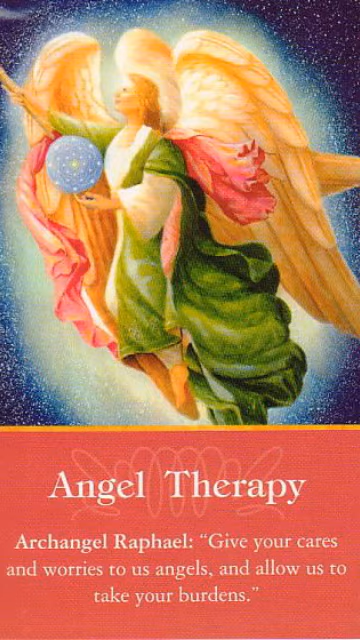 Angel Therapy
Archangel Raphael: “Give your cares
and worries to us angels, and allow us to
take your burdens.”